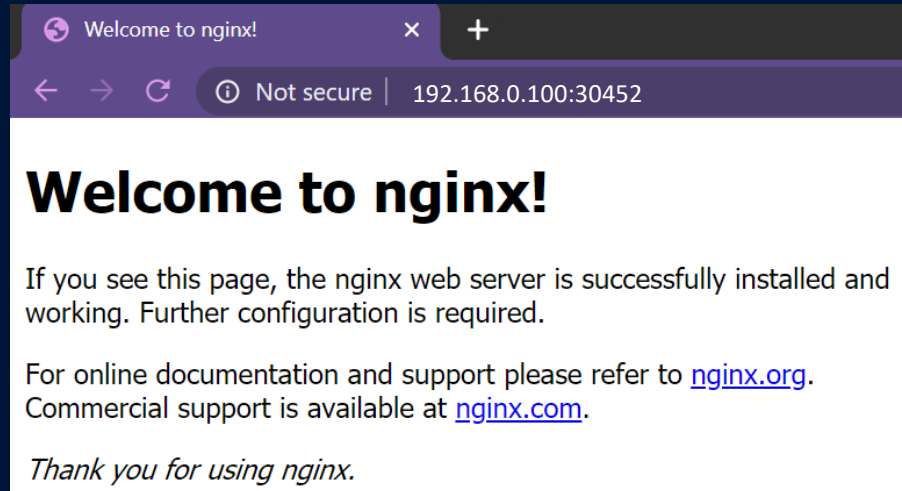 Welcome to nginx!
Not secure 192.168.0.100:30452
Welcome to nginx!
If you see this page, the nginx web server is successfully installed and
working. Further configuration is required.
For online documentation and support please refer to nginx.org.
Commercial support is available at nginx.com.
Thank you for using nginx.